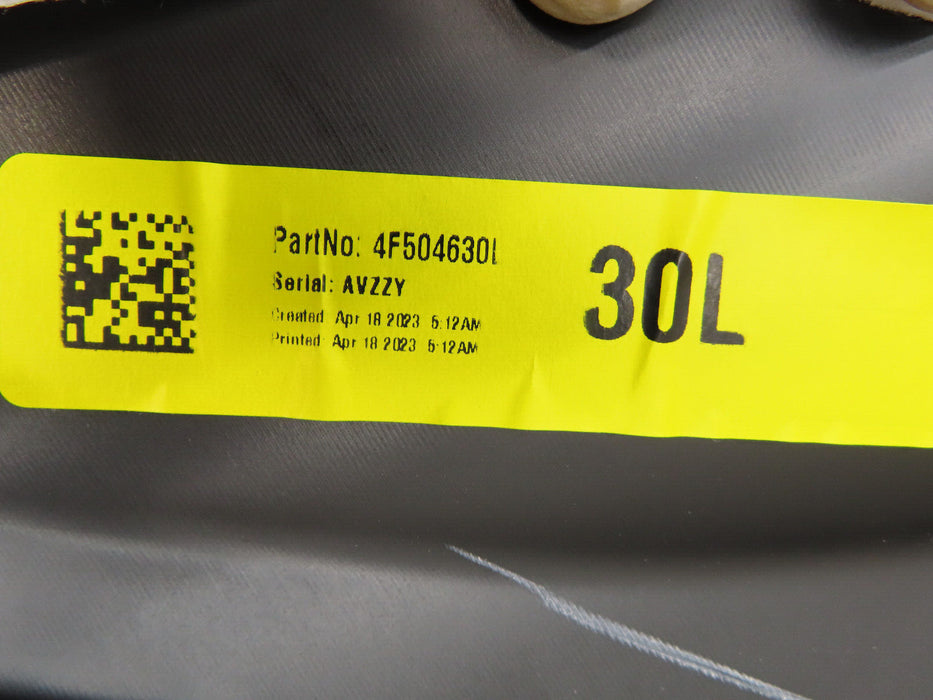 PartNo: 4F504630L
Serial: AVZZY
Created Apr 18 2023 5:12AM
Printed Apr 18 2023 5:12AM
30L